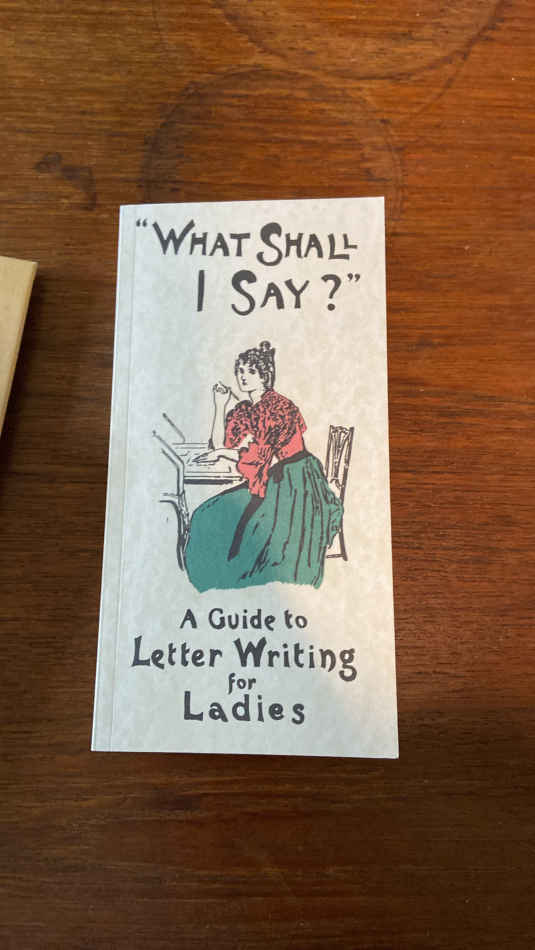 "WHAT SHALL
I SAY?"
A Guide to
Letter Writing
for
Ladies